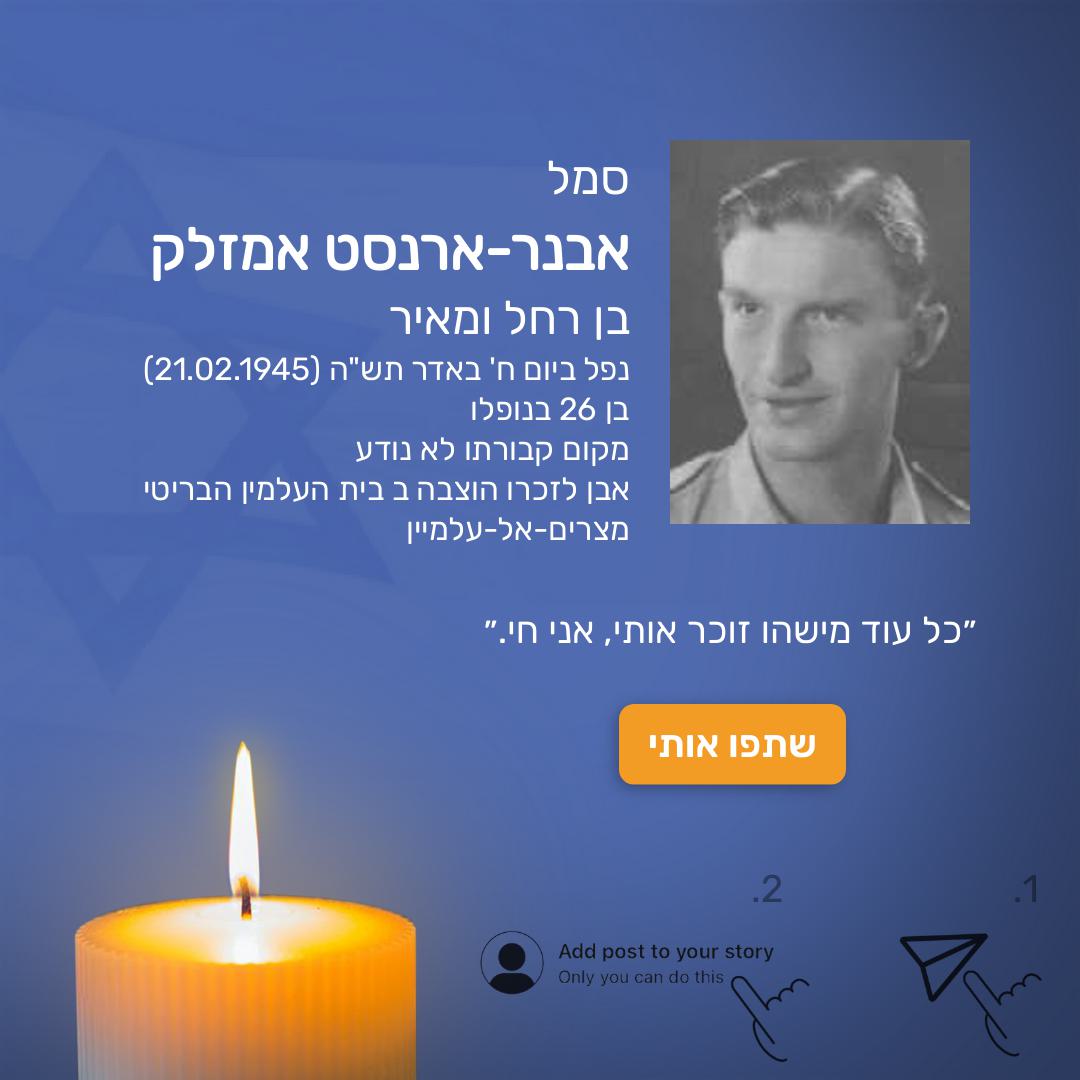 סמל
אבנר-ארנסט אמזלק
בן רחל ומאיר
נפל ביום ח' באדר תש"ה (21.02.1945)
בן 26 בנופלו
מקום קבורתו לא נודע
אבן לזכרו הוצבה ב בית העלמין הבריטי
מצרים-אל-עלמיין
״כל עוד מישהו זוכר אותי, אני חי.״
שתפו אותי
1.
2.
Add post to your story
Only you can do this